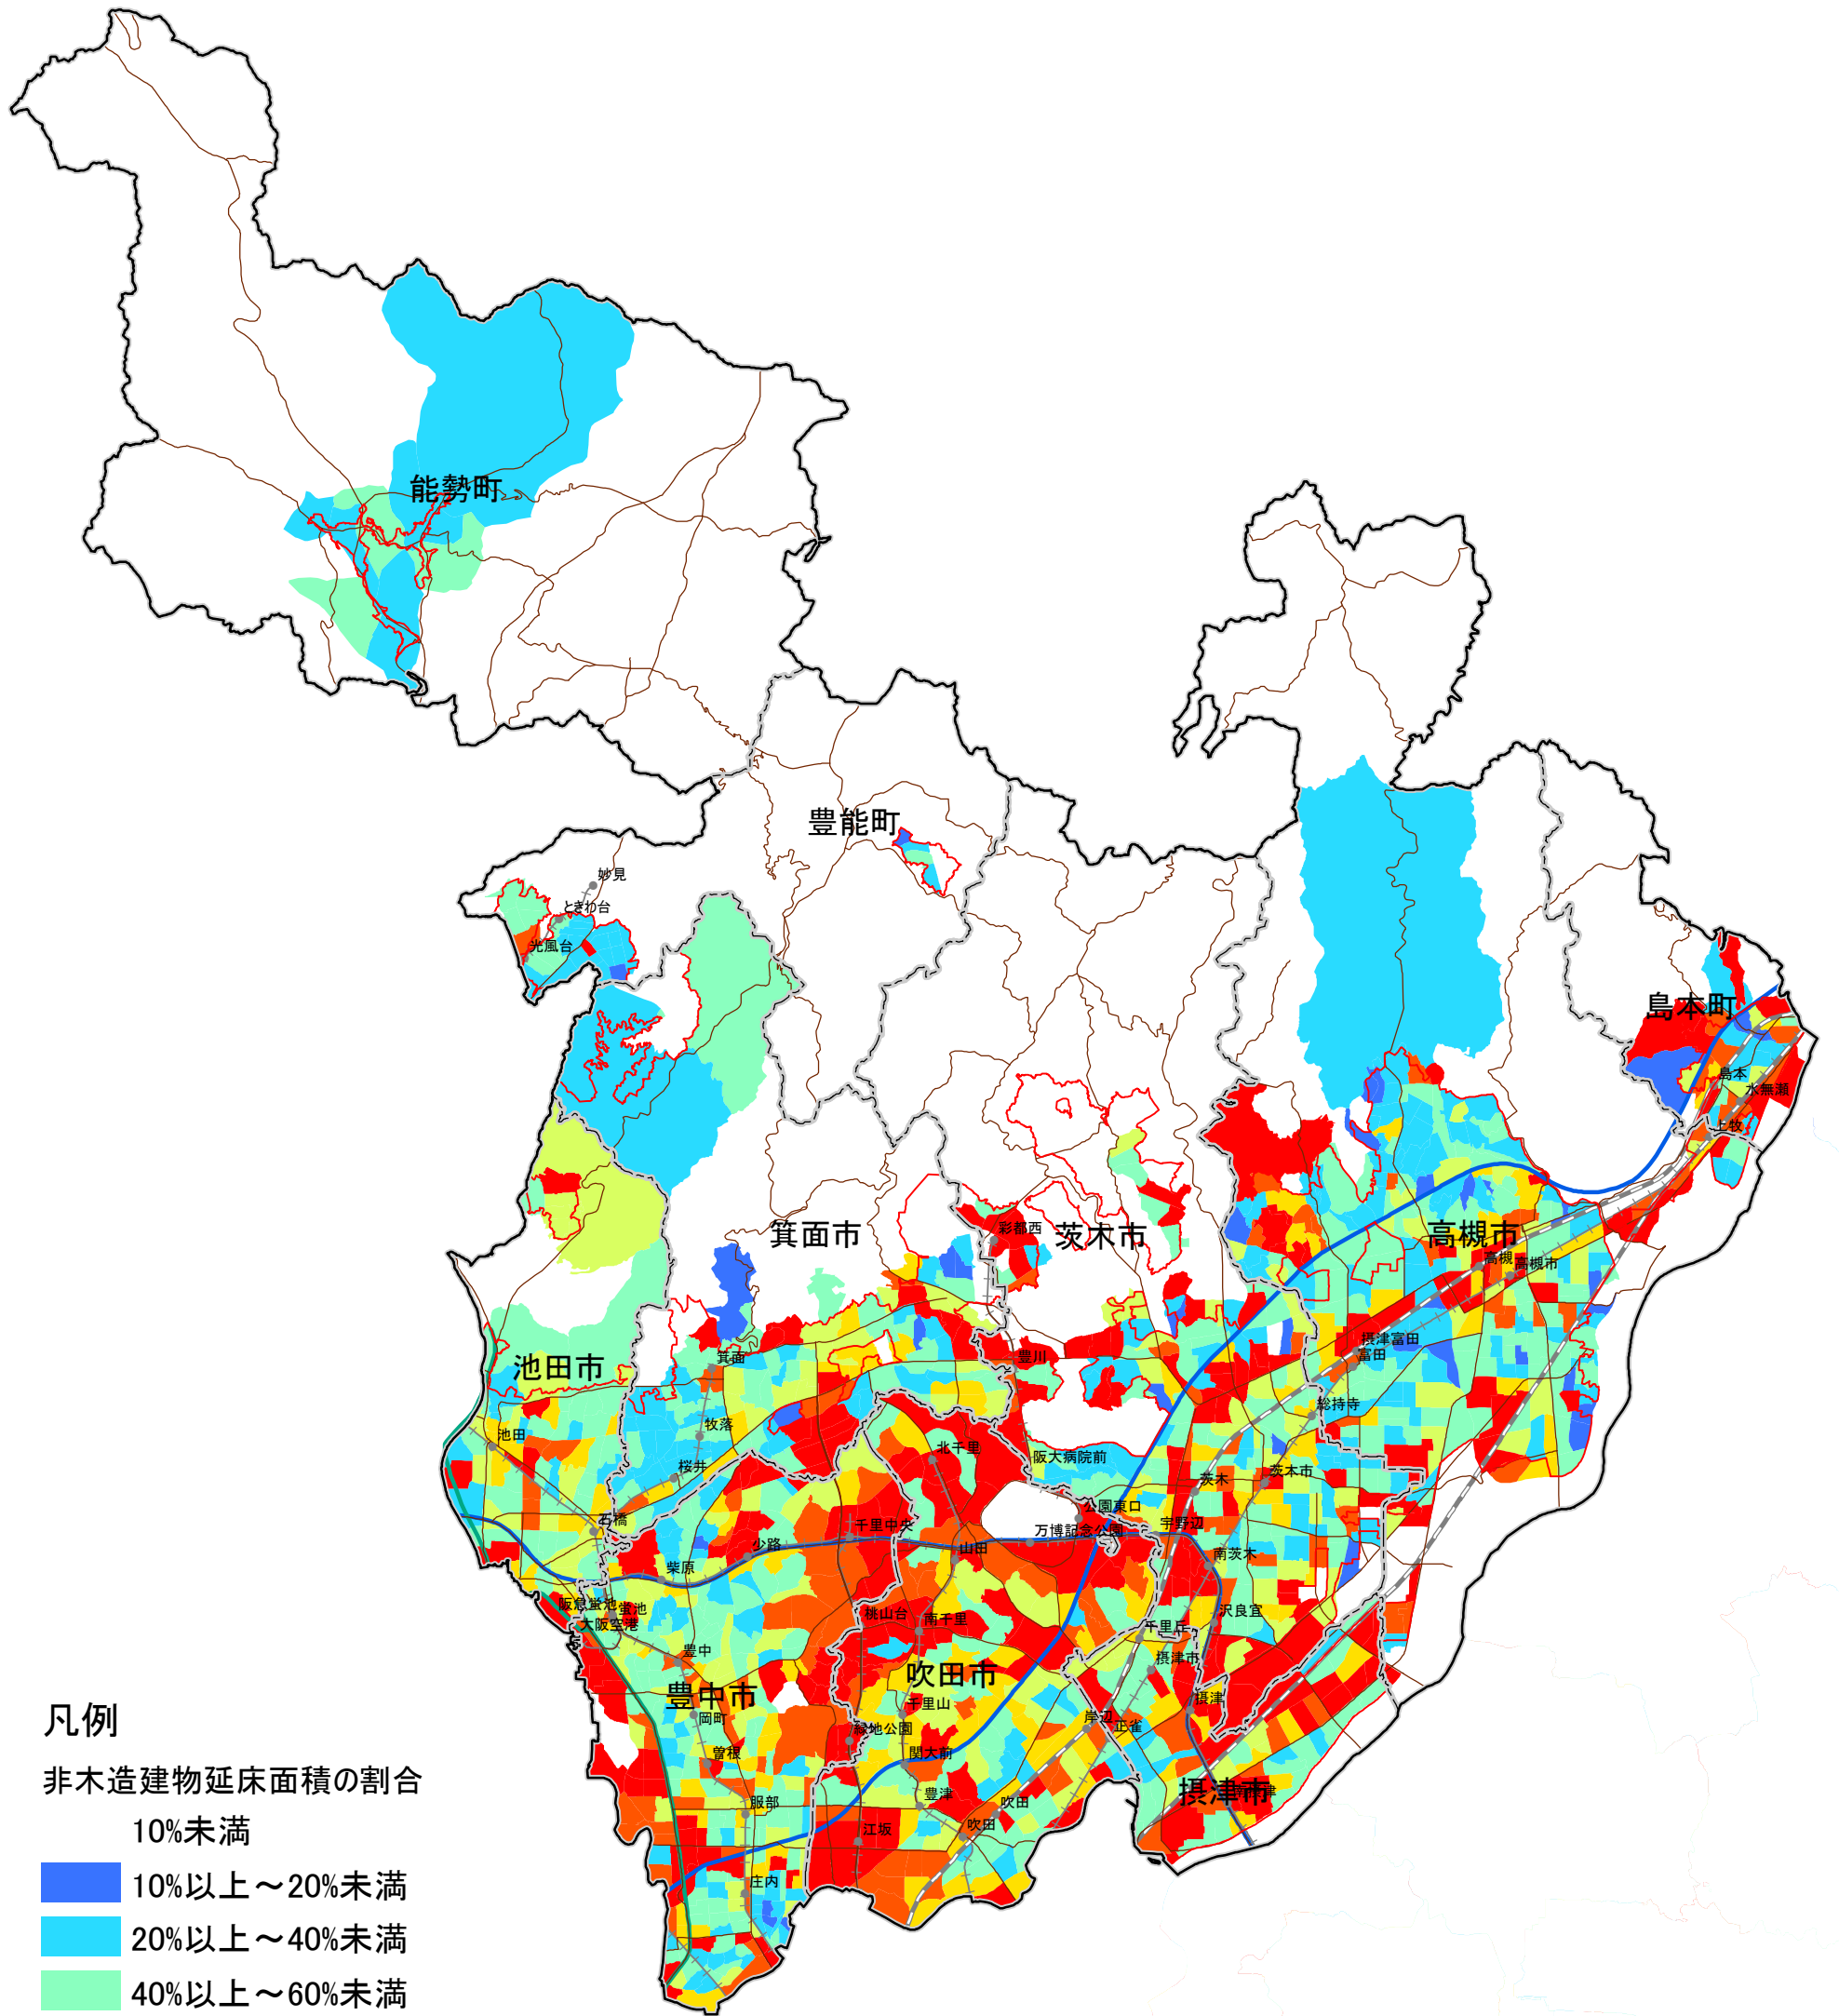 能勢町
豊能町
妙見
ときわ台
光風台
島本町
島本
水無瀬
上牧
箕面市
彩都西
茨木市
高槻市
高槻
高槻市
池田市
箕面
豊川
摂津富田
富田
総持寺
牧落
池田
北千里
阪大病院前
桜井
茨木
茨木市
公園東口
石橋
千里中央
万博記念公園
宇野辺
少路
山田
南茨木
柴原
阪急蛍池
蛍池
大阪空港
桃山台
南千里
千里丘
沢良宜
豊中
吹田市
摂津市
豊中市
岡町
千里山
摂津
緑地公園
岸辺
正雀
曽根
関大前
摂津市
南摂津
服部
豊津
吹田
江坂
吹田
庄内
凡例
非木造建物延床面積の割合
10%未満
10%以上～20%未満
20%以上～40%未満
40%以上～60%未満